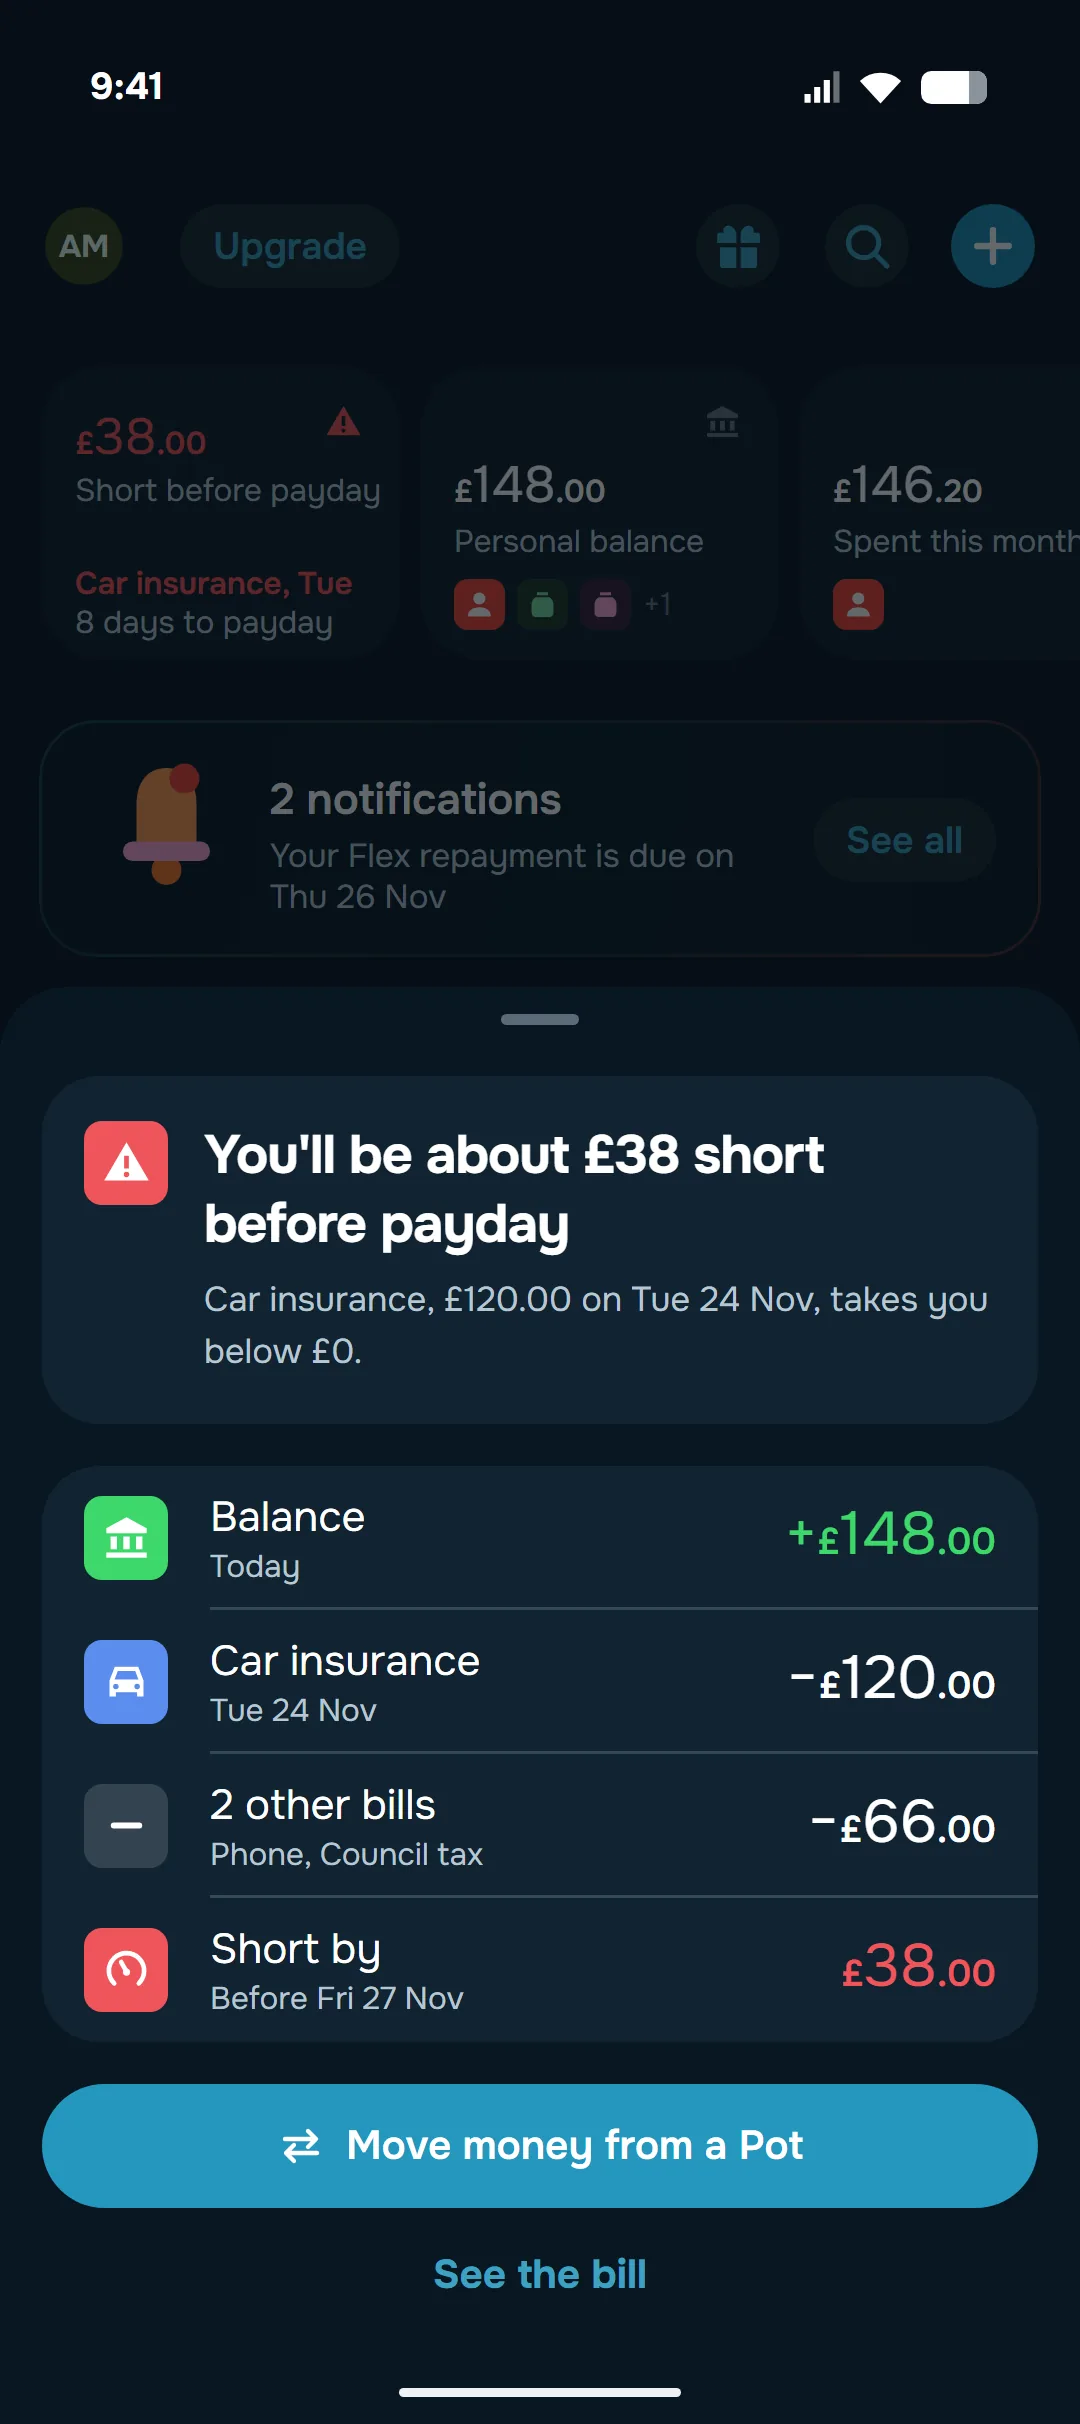 9:41
AM
Upgrade
£38.00
Short before payday
Car insurance, Tue
8 days to payday
£148.00
Personal balance
+1
£146.20
Spent this month
2 notifications
Your Flex repayment is due on
Thu 26 Nov
See all
You'll be about £38 short
before payday
Car insurance, £120.00 on Tue 24 Nov, takes you
below £0.
Balance
+£148.00
Today
Car insurance
-£120.00
Tue 24 Nov
2 other bills
-£66.00
Phone, Council tax
Short by
£38.00
Before Fri 27 Nov
Move money from a Pot
See the bill